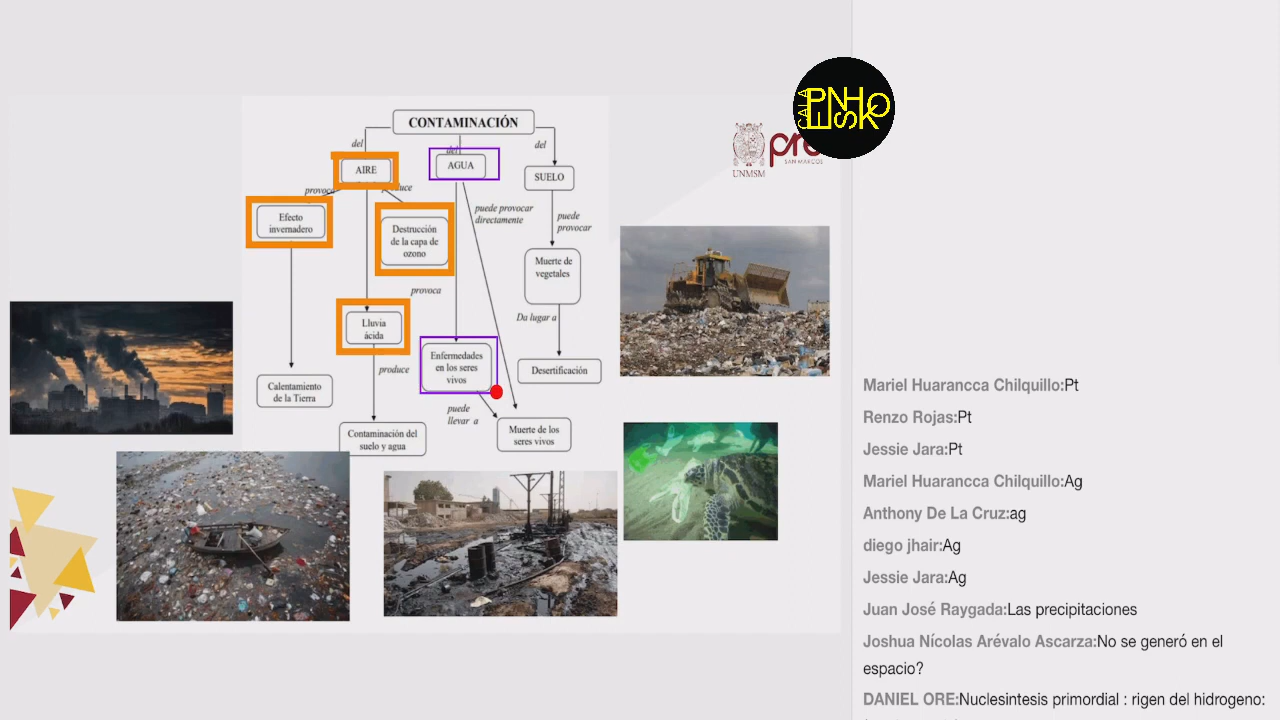 CONTAMINACIÓN
del
del
del
AIRE
AGUA
SUELO
provoca
produce
Efecto
invernadero
Destrucción
de la capa de
ozono
puede provocar
directamente
puede
provocar
Muerte de
vegetales
provoca
Lluvia
ácida
Da lugar a
Enfermedades
en los seres
vivos
Desertificación
produce
Calentamiento
de la Tierra
puede
llevar a
Contaminación del
suelo y agua
Muerte de los
seres vivos
UNMSM
pre
SAN MARCOS
CALA
PNHO
ESK
Mariel Huarancca Chilquillo:Pt
Renzo Rojas:Pt
Jessie Jara:Pt
Mariel Huarancca Chilquillo:Ag
Anthony De La Cruz:ag
diego jhair:Ag
Jessie Jara:Ag
Juan José Raygada:Las precipitaciones
Joshua Nícolas Arévalo Ascarza:No se generó en el
espacio?
DANIEL ORE:Nuclesintesis primordial : rigen del hidrogeno: